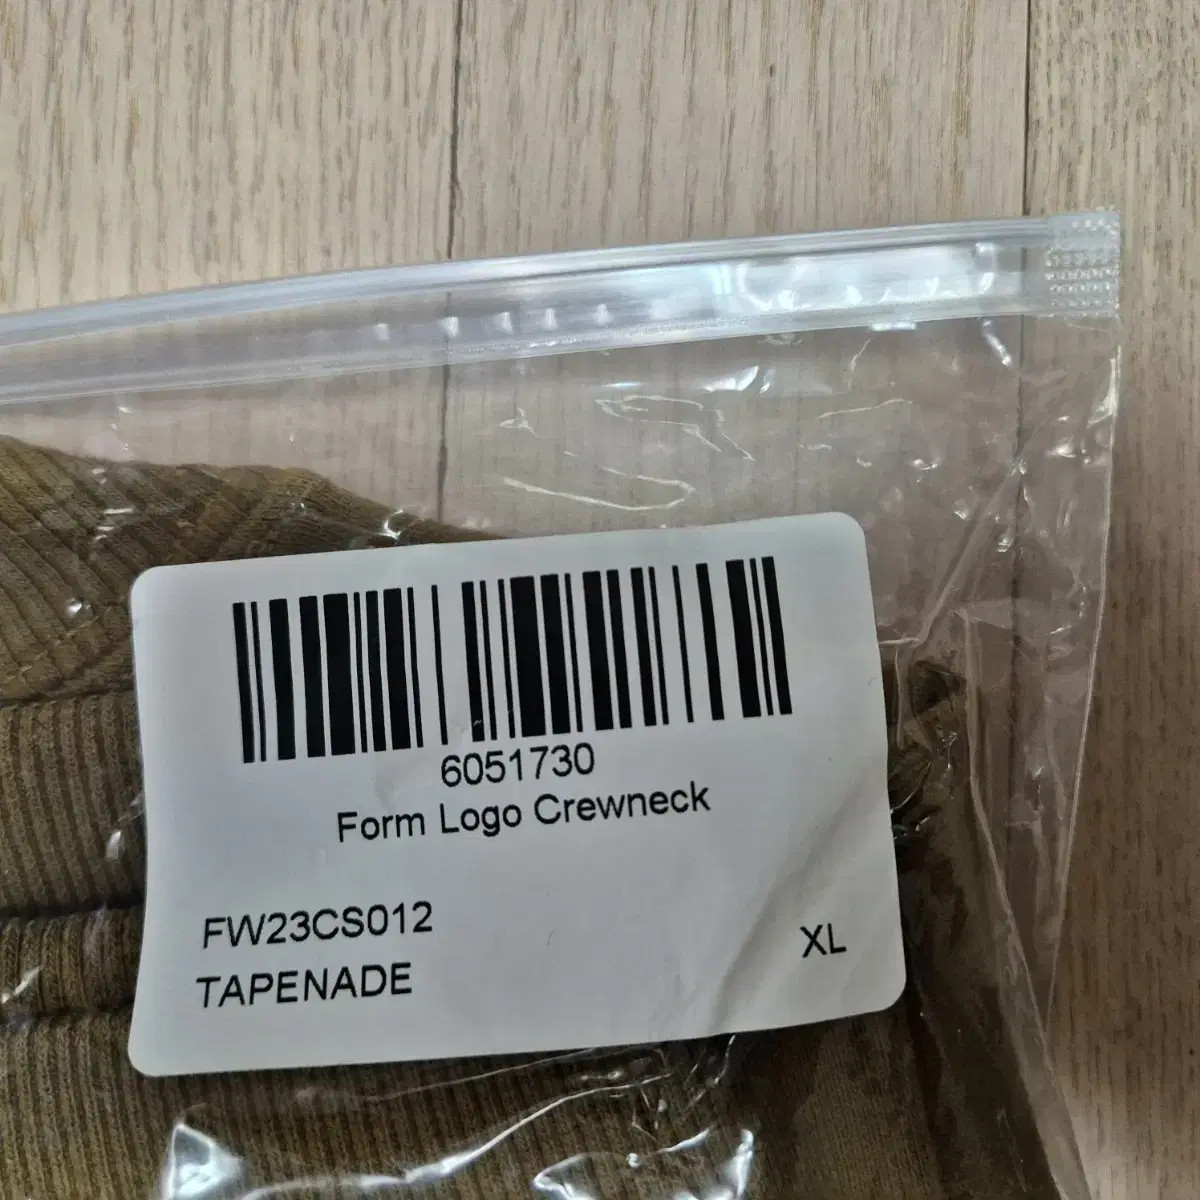 6051730
Form Logo Crewneck
FW23CS012
TAPENADE
XL